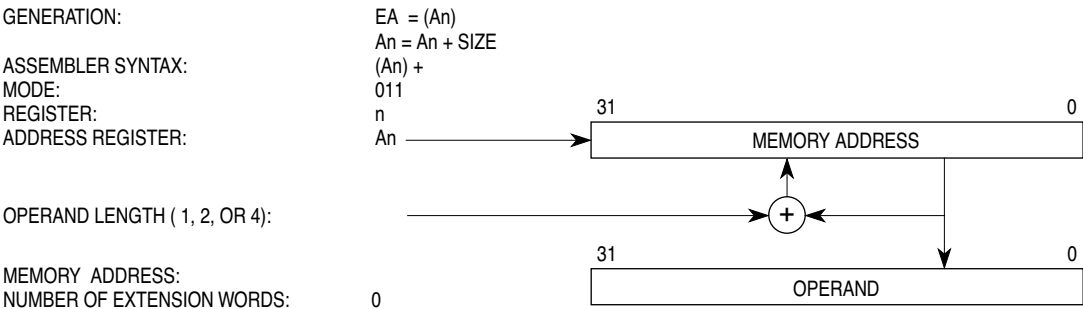 GENERATION: EA = (An)
An = An + SIZE
ASSEMBLER SYNTAX: (An) +
MODE: 011
REGISTER: n
31 0
ADDRESS REGISTER: An MEMORY ADDRESS
OPERAND LENGTH ( 1, 2, OR 4): +
31 0
MEMORY ADDRESS:
OPERAND
NUMBER OF EXTENSION WORDS: 0